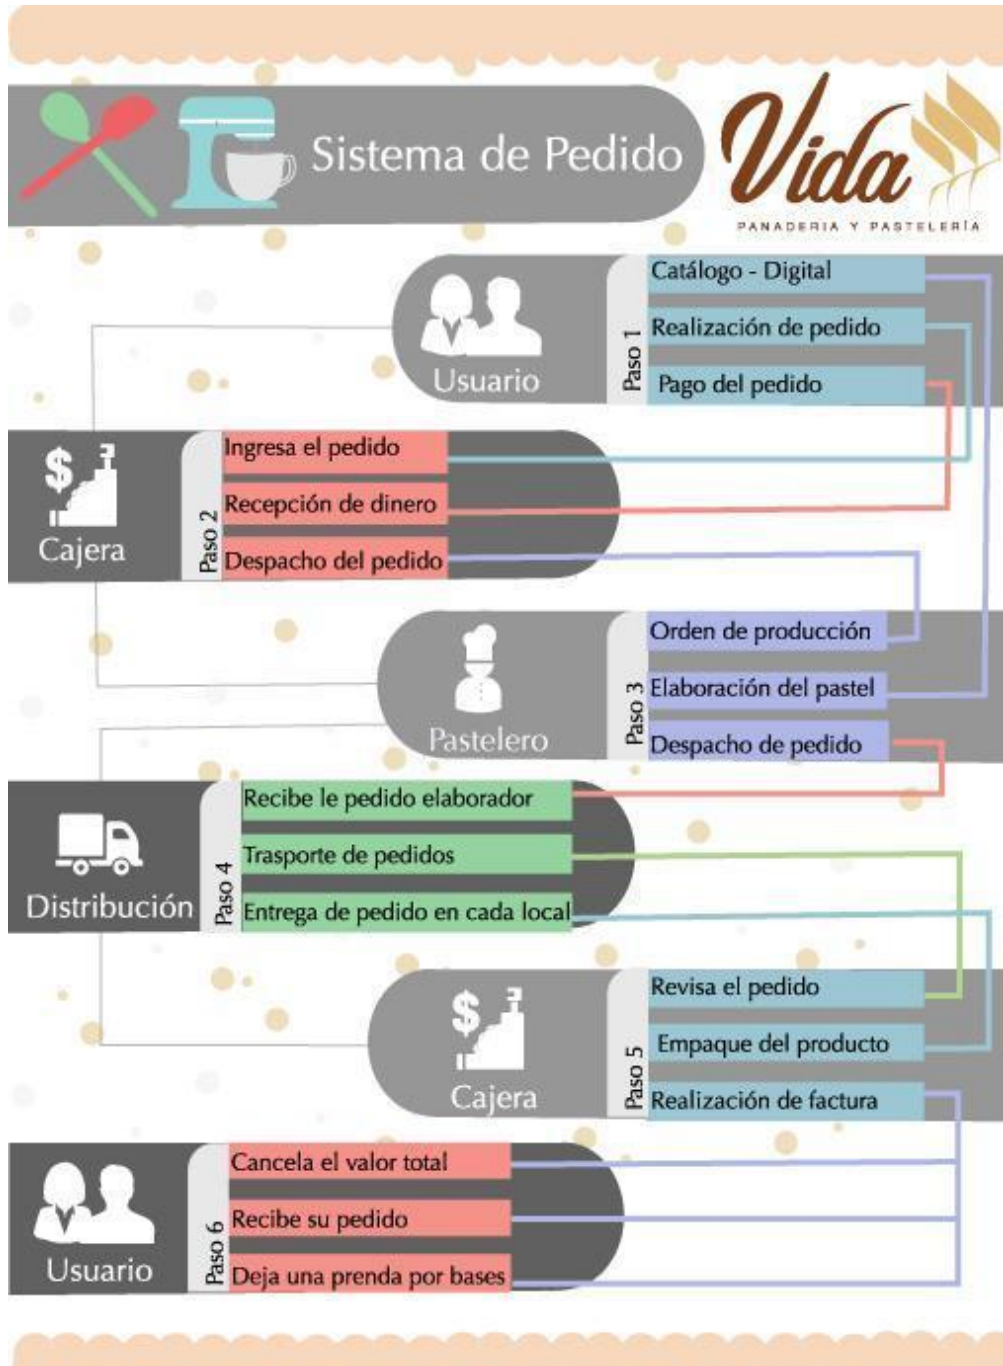 Sistema de Pedido
Vida
PANADERIA Y PASTELERÍA
Usuario
Paso 1
Catálogo - Digital
Realización de pedido
Pago del pedido
Cajera
Paso 2
Ingresa el pedido
Recepción de dinero
Despacho del pedido
Pastelero
Paso 3
Orden de producción
Elaboración del pastel
Despacho de pedido
Distribución
Paso 4
Recibe le pedido elaborador
Trasporte de pedidos
Entrega de pedido en cada local
Cajera
Paso 5
Revisa el pedido
Empaque del producto
Realización de factura
Usuario
Paso 6
Cancela el valor total
Recibe su pedido
Deja una prenda por bases